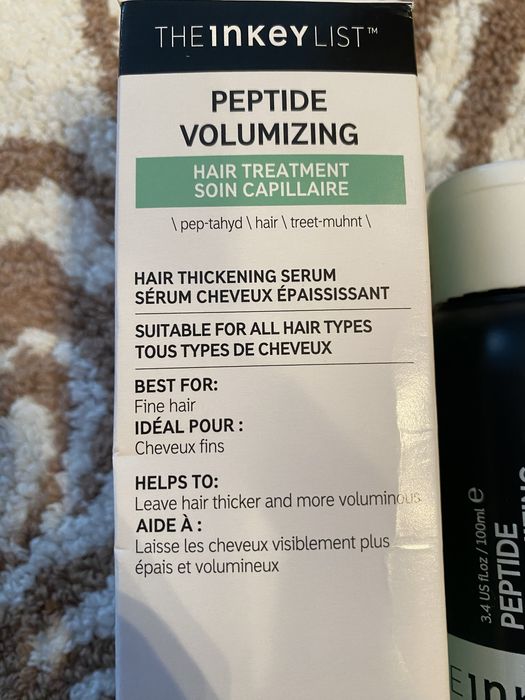 THE INKEY LIST™
PEPTIDE
VOLUMIZING
HAIR TREATMENT
SOIN CAPILLAIRE
\ pep-tahyd \ hair \ treet-muhnt \
HAIR THICKENING SERUM
SÉRUM CHEVEUX ÉPAISSISSANT
SUITABLE FOR ALL HAIR TYPES
TOUS TYPES DE CHEVEUX
BEST FOR:
Fine hair
IDÉAL POUR :
Cheveux fins
HELPS TO:
Leave hair thicker and more voluminous
AIDE À :
Laisse les cheveux visiblement plus
épais et volumineux
3.4 US fl.oz / 100ml e
PEPTIDE